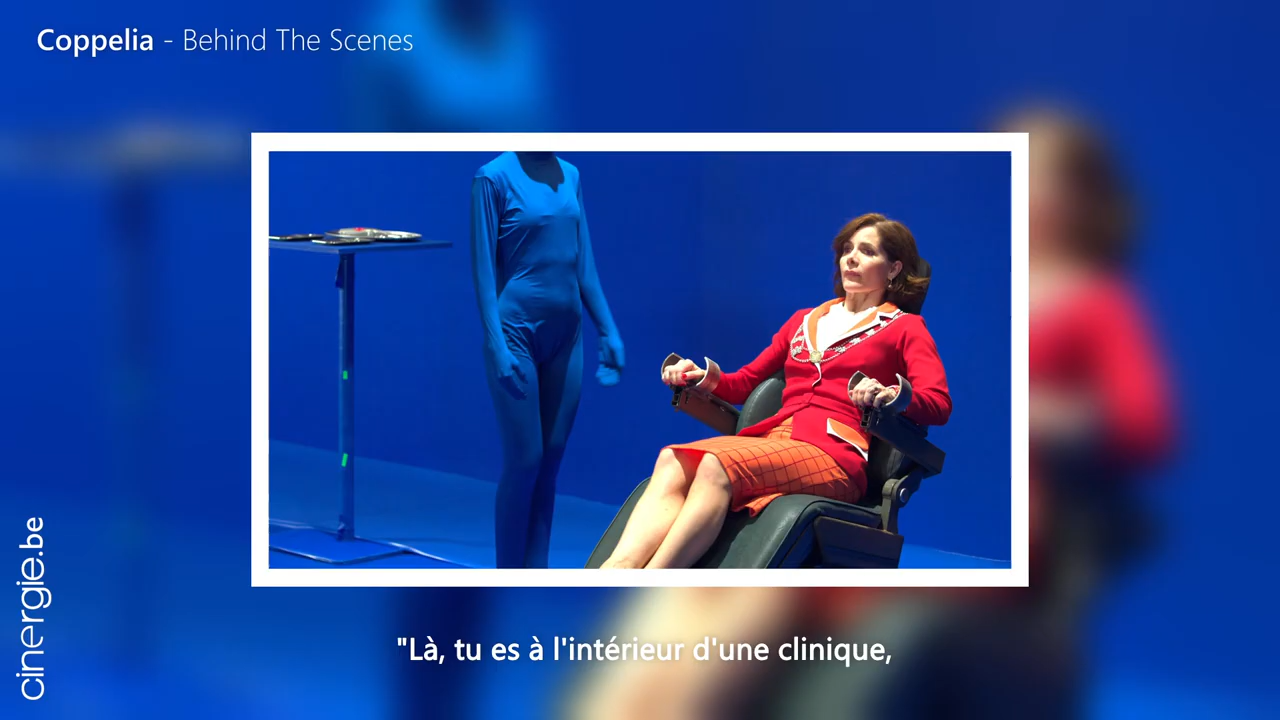 Coppelia - Behind The Scenes
cinergie.be
"Là, tu es à l'intérieur d'une clinique,